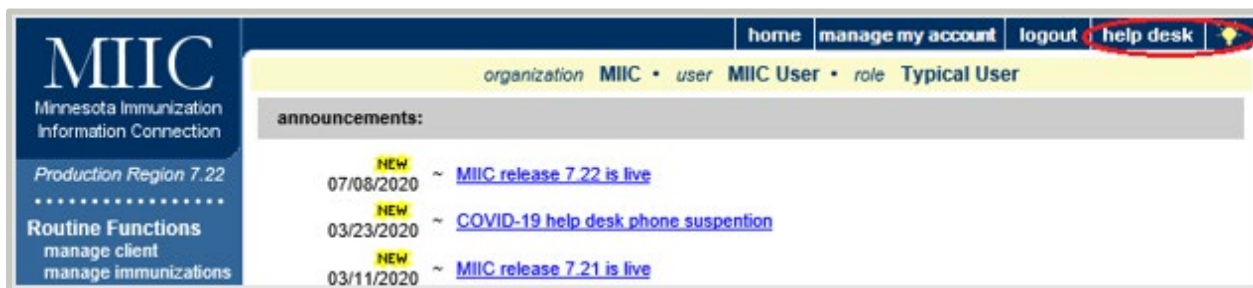 MIIC
Minnesota Immunization
Information Connection
Production Region 7.22
Routine Functions
manage client
manage immunizations
home manage my account logout help desk
organization MIIC • user MIIC User • role Typical User
announcements:
NEW
07/08/2020 ~ MIIC release 7.22 is live
NEW
03/23/2020 ~ COVID-19 help desk phone suspention
NEW
03/11/2020 ~ MIIC release 7.21 is live